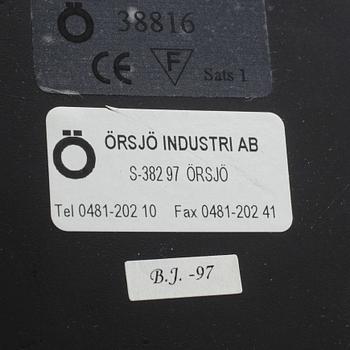 Ö 38816
CE F Sats 1
Ö ÖRSJÖ INDUSTRI AB
S-382 97 ÖRSJÖ
Tel 0481-202 10 Fax 0481-202 41
B.J. -97